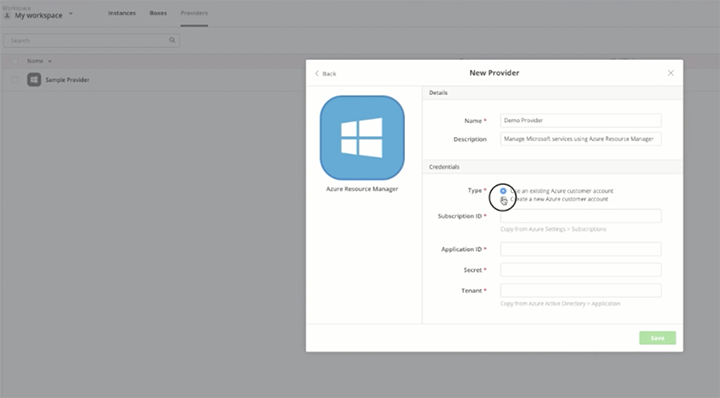 Workspace
My workspace
Instances Boxes Providers
Search
Name
Sample Provider
Back
New Provider
Azure Resource Manager
Details
Name * Demo Provider
Description Manage Microsoft services using Azure Resource Manager
Credentials
Type * Use an existing Azure customer account
Create a new Azure customer account
Subscription ID *
Copy from Azure Settings > Subscriptions
Application ID *
Secret *
Tenant *
Copy from Azure Active Directory > Application
Save